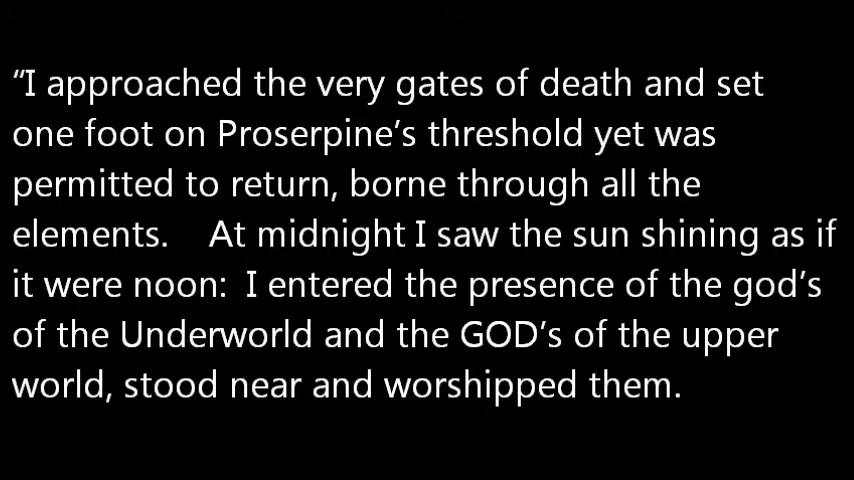 “I approached the very gates of death and set
one foot on Proserpine’s threshold yet was
permitted to return, borne through all the
elements.    At midnight I saw the sun shining as if
it were noon:  I entered the presence of the god’s
of the Underworld and the GOD’s of the upper
world, stood near and worshipped them.